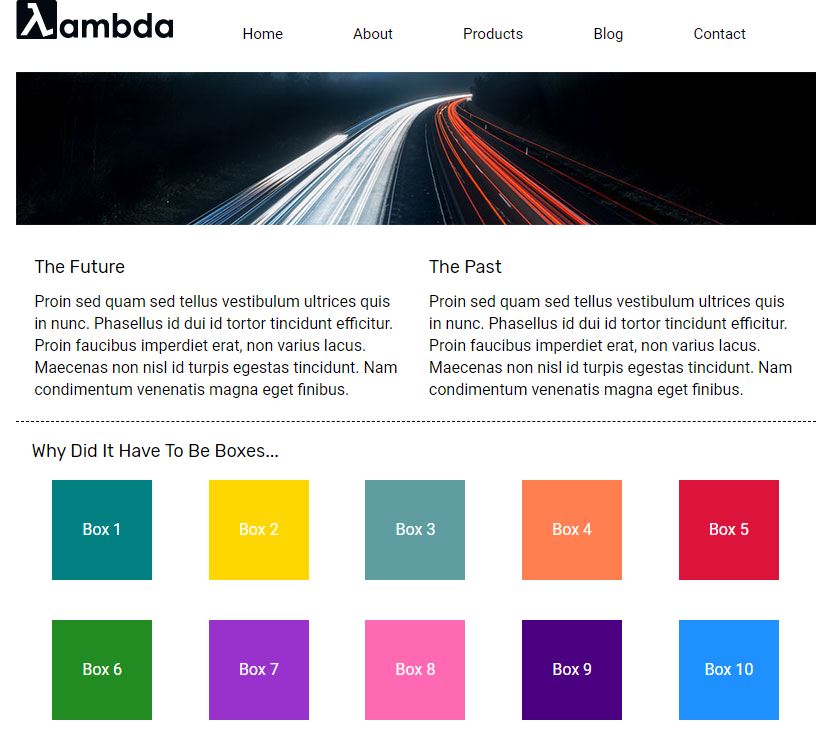 λambda
Home About Products Blog Contact
The Future
Proin sed quam sed tellus vestibulum ultrices quis
in nunc. Phasellus id dui id tortor tincidunt efficitur.
Proin faucibus imperdiet erat, non varius lacus.
Maecenas non nisl id turpis egestas tincidunt. Nam
condimentum venenatis magna eget finibus.
The Past
Proin sed quam sed tellus vestibulum ultrices quis
in nunc. Phasellus id dui id tortor tincidunt efficitur.
Proin faucibus imperdiet erat, non varius lacus.
Maecenas non nisl id turpis egestas tincidunt. Nam
condimentum venenatis magna eget finibus.
Why Did It Have To Be Boxes...
Box 1 Box 2 Box 3 Box 4 Box 5
Box 6 Box 7 Box 8 Box 9 Box 10